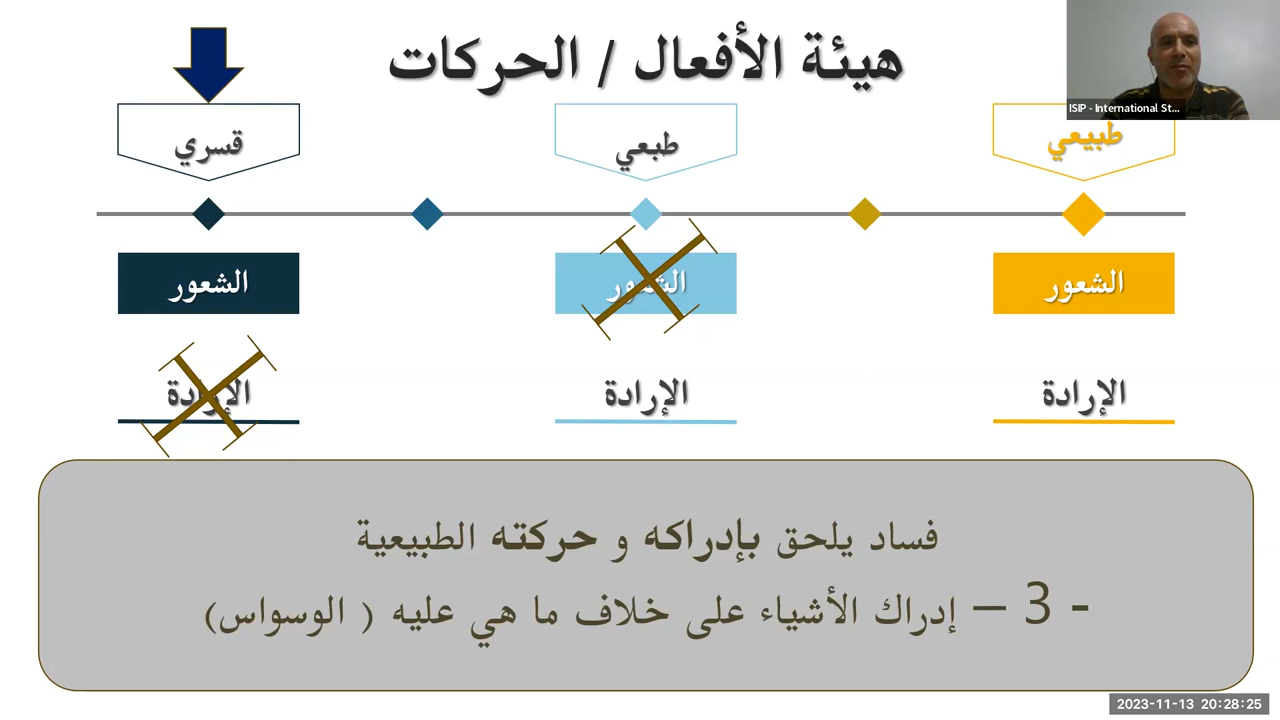 هيئة الأفعال / الحركات
ISIP - International St...
طبيعي
طبعي
قسري
الشعور
الشعور
الشعور
الإرادة
الإرادة
الإرادة
فساد يلحق بإدراكه و حركته الطبيعية
- 3 – إدراك الأشياء على خلاف ما هي عليه ( الوسواس)
2023-11-13 20:28:25